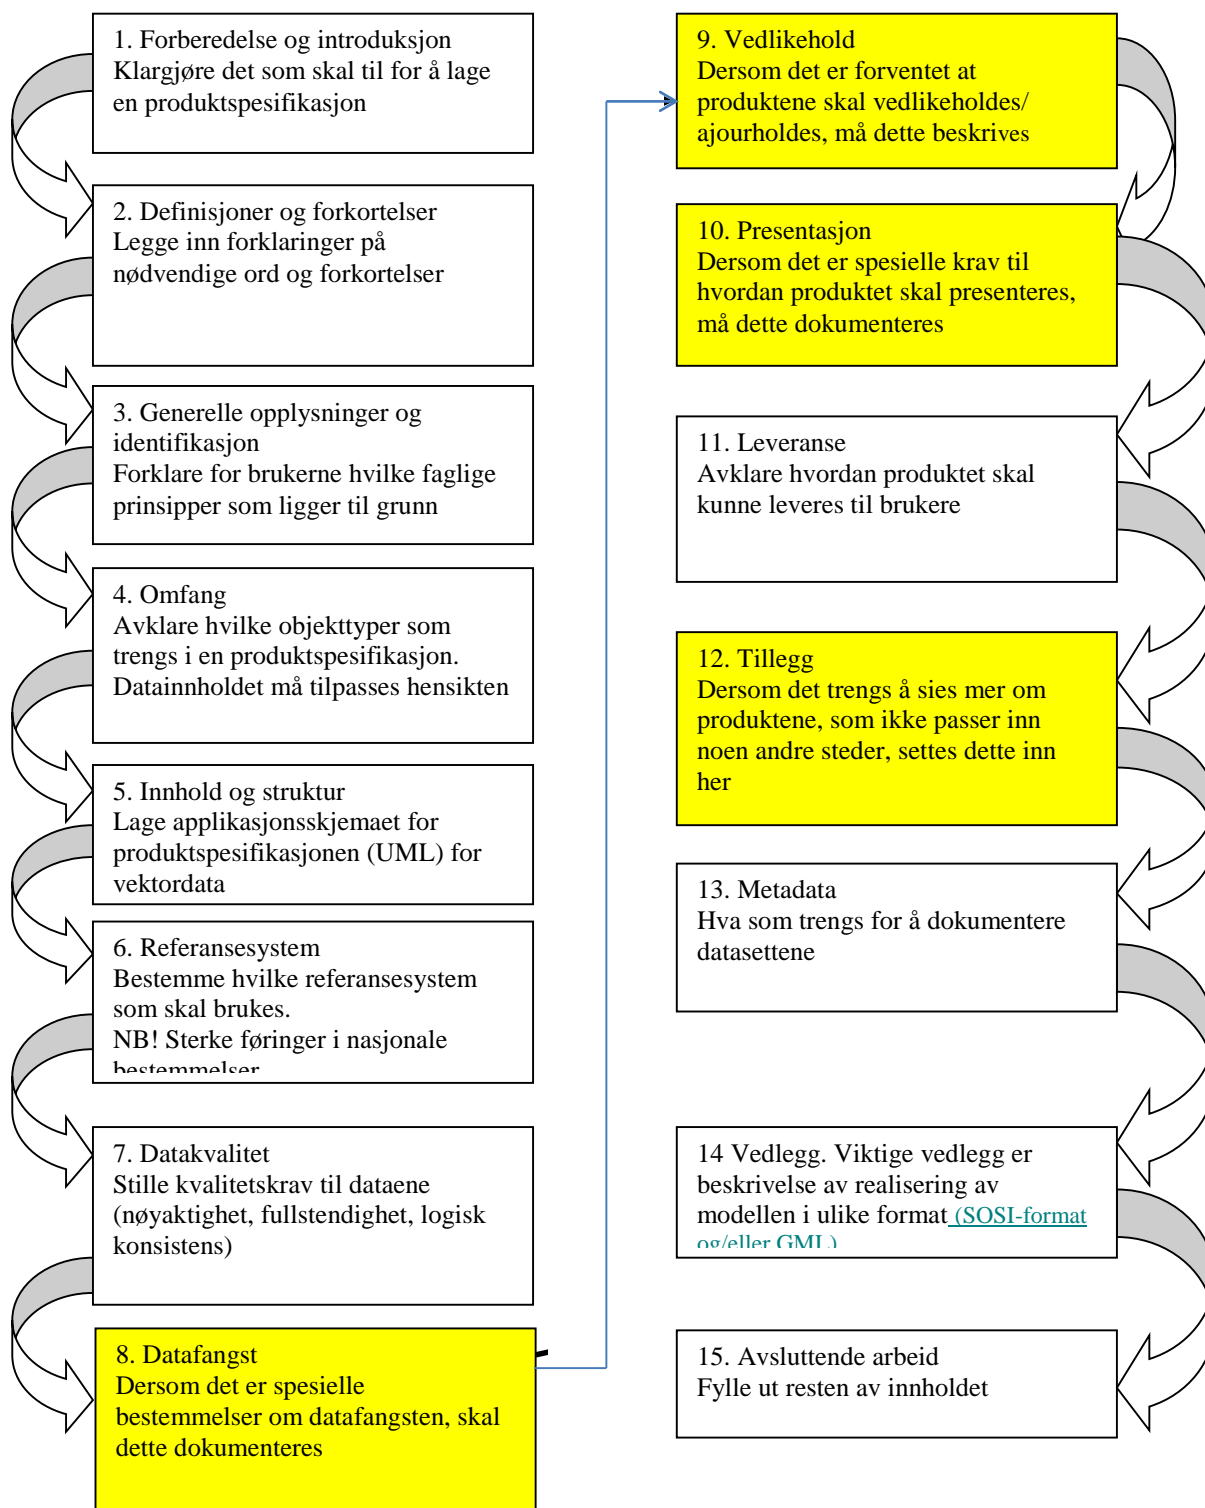 1. Forberedelse og introduksjon
Klargjøre det som skal til for å lage
en produktspesifikasjon
2. Definisjoner og forkortelser
Legge inn forklaringer på
nødvendige ord og forkortelser
3. Generelle opplysninger og
identifikasjon
Forklare for brukerne hvilke faglige
prinsipper som ligger til grunn
4. Omfang
Avklare hvilke objekttyper som
trengs i en produktspesifikasjon.
Datainnholdet må tilpasses hensikten
5. Innhold og struktur
Lage applikasjonsskjemaet for
produktspesifikasjonen (UML) for
vektordata
6. Referansesystem
Bestemme hvilke referansesystem
som skal brukes.
NB! Sterke føringer i nasjonale
bestemmelser
7. Datakvalitet
Stille kvalitetskrav til dataene
(nøyaktighet, fullstendighet, logisk
konsistens)
8. Datafangst
Dersom det er spesielle
bestemmelser om datafangsten, skal
dette dokumenteres
9. Vedlikehold
Dersom det er forventet at
produktene skal vedlikeholdes/
ajourholdes, må dette beskrives
10. Presentasjon
Dersom det er spesielle krav til
hvordan produktet skal presenteres,
må dette dokumenteres
11. Leveranse
Avklare hvordan produktet skal
kunne leveres til brukere
12. Tillegg
Dersom det trengs å sies mer om
produktene, som ikke passer inn
noen andre steder, settes dette inn
her
13. Metadata
Hva som trengs for å dokumentere
datasettene
14 Vedlegg. Viktige vedlegg er
beskrivelse av realisering av
modellen i ulike format (SOSI-format
og/eller GML)
15. Avsluttende arbeid
Fylle ut resten av innholdet